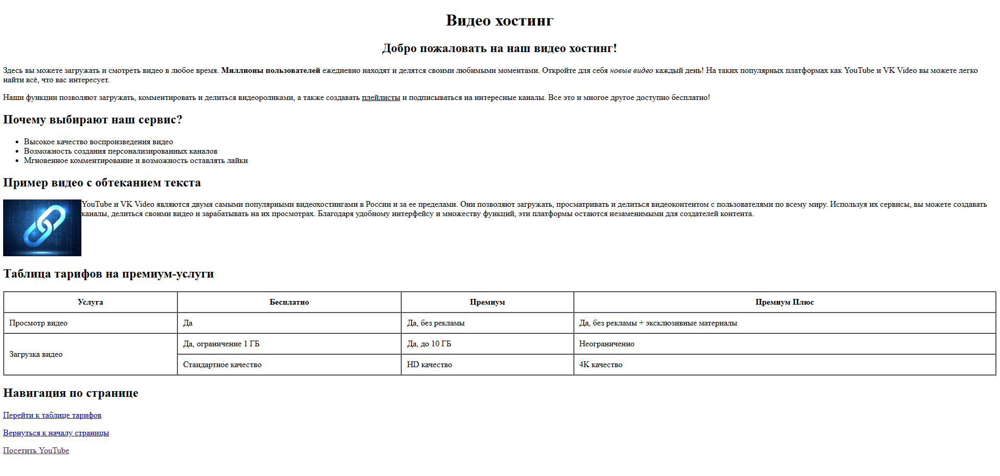 Видео хостинг
Добро пожаловать на наш видео хостинг!
Здесь вы можете загружать и смотреть видео в любое время. Миллионы пользователей ежедневно находят и делятся своими любимыми моментами. Откройте для себя новые видео каждый день! На таких популярных платформах как YouTube и VK Video вы можете легко
найти всё, что вас интересует.
Наши функции позволяют загружать, комментировать и делиться видеороликами, а также создавать плейлисты и подписываться на интересные каналы. Все это и многое другое доступно бесплатно!
Почему выбирают наш сервис?
• Высокое качество воспроизведения видео
• Возможность создания персонализированных каналов
• Мгновенное комментирование и возможность оставлять лайки
Пример видео с обтеканием текста
YouTube и VK Video являются двумя самыми популярными видеохостингами в России и за ее пределами. Они позволяют загружать, просматривать и делиться видеоконтентом с пользователями по всему миру. Используя их сервисы, вы можете создавать
каналы, делиться своими видео и зарабатывать на их просмотрах. Благодаря удобному интерфейсу и множеству функций, эти платформы остаются незаменимыми для создателей контента.
Таблица тарифов на премиум-услуги
Услуга Бесплатно Премиум Премиум Плюс
Просмотр видео Да Да, без рекламы Да, без рекламы + эксклюзивные материалы
Загрузка видео Да, ограничение 1 ГБ Да, до 10 ГБ Неограниченно
Стандартное качество HD качество 4K качество
Навигация по странице
Перейти к таблице тарифов
Вернуться к началу страницы
Посетить YouTube